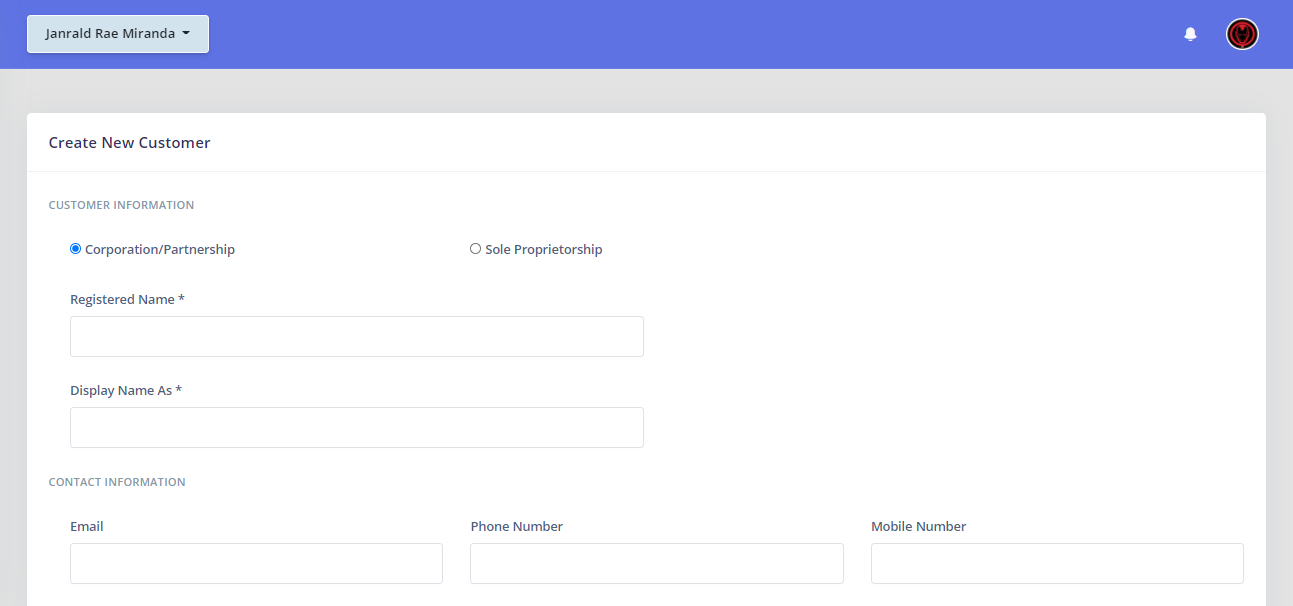 Janrald Rae Miranda
Create New Customer
CUSTOMER INFORMATION
Corporation/Partnership Sole Proprietorship
Registered Name *
Display Name As *
CONTACT INFORMATION
Email Phone Number Mobile Number